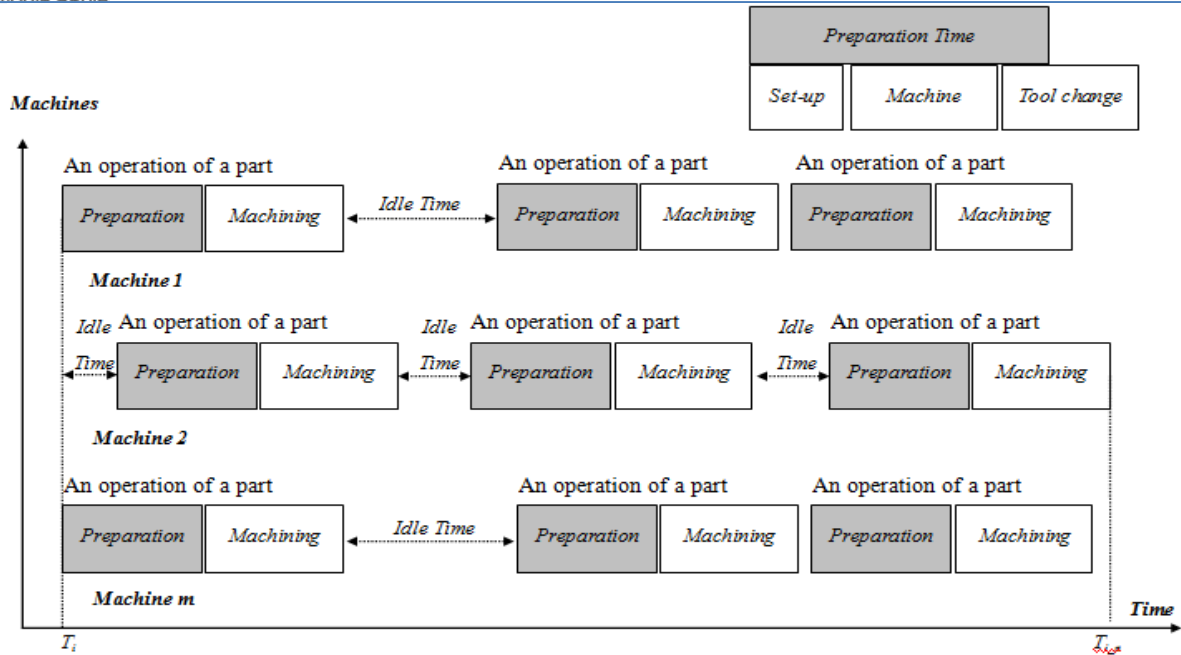 Preparation Time
Set-up Machine Tool change
Machines
An operation of a part An operation of a part An operation of a part
Preparation Machining Idle Time Preparation Machining Preparation Machining
Machine 1
Idle An operation of a part Idle An operation of a part Idle An operation of a part
Time Preparation Machining Time Preparation Machining Time Preparation Machining
Machine 2
An operation of a part An operation of a part An operation of a part
Preparation Machining Idle Time Preparation Machining Preparation Machining
Machine m
Time
T_i